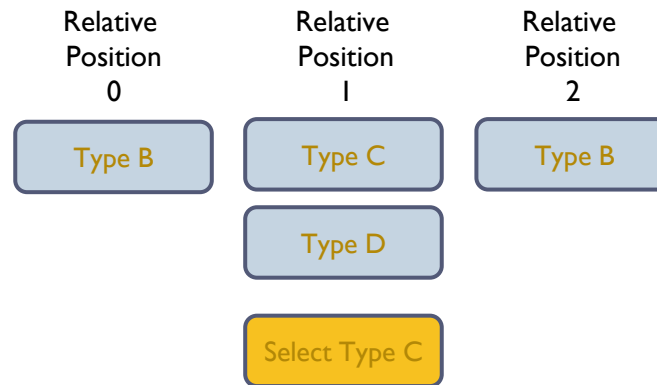 Relative
Position
0
Relative
Position
1
Relative
Position
2
Type B
Type C
Type B
Type D
Select Type C